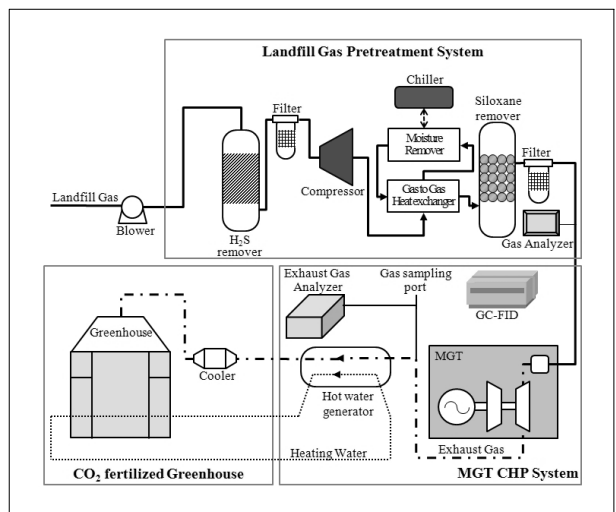 Landfill Gas Pretreatment System
Chiller
Siloxane
remover
Filter
Moisture
Remover
Filter
Compressor
Gas to Gas
Heat exchanger
Landfill Gas
Blower
H₂S
remover
Gas Analyzer
Exhaust Gas
Analyzer
Gas sampling
port
GC-FID
Greenhouse
MGT
Cooler
Hot water
generator
Heating Water
Exhaust Gas
CO₂ fertilized Greenhouse
MGT CHP System